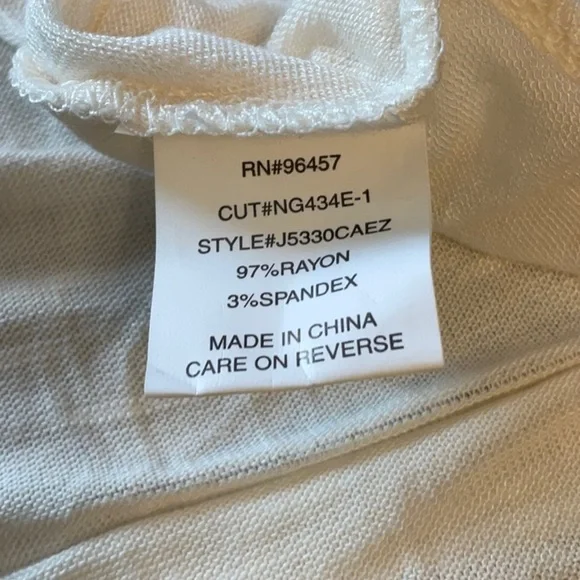 RN#96457
CUT#NG434E-1
STYLE#J5330CAEZ
97%RAYON
3%SPANDEX
MADE IN CHINA
CARE ON REVERSE